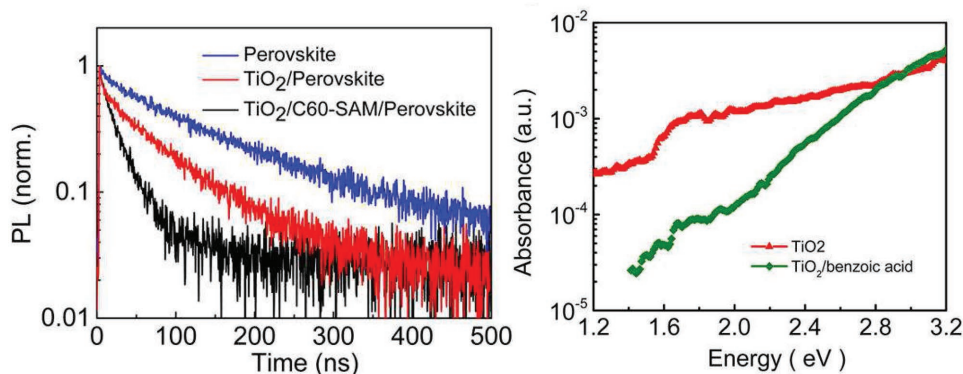 PL (norm.)
1
0.1
0.01
Perovskite
TiO₂/Perovskite
TiO₂/C60-SAM/Perovskite
0 100 200 300 400 500
Time (ns)
Absorbance (a.u.)
10⁻²
10⁻³
10⁻⁴
10⁻⁵
TiO2
TiO₂/benzoic acid
1.2 1.6 2.0 2.4 2.8 3.2
Energy ( eV )